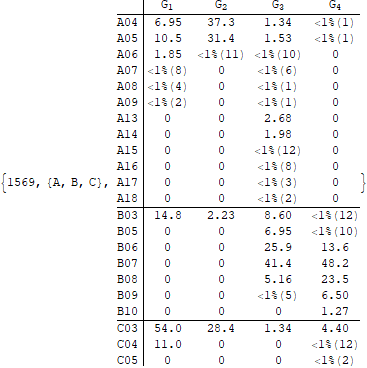 G1 G2 G3 G4
A04 6.95 37.3 1.34 <1%(1)
A05 10.5 31.4 1.53 <1%(1)
A06 1.85 <1%(11) <1%(10) 0
A07 <1%(8) 0 <1%(6) 0
A08 <1%(4) 0 <1%(1) 0
A09 <1%(2) 0 <1%(1) 0
A13 0 0 2.68 0
A14 0 0 1.98 0
A15 0 0 <1%(12) 0
A16 0 0 <1%(8) 0
{1569, {A, B, C}, A17 0 0 <1%(3) 0 }
A18 0 0 <1%(2) 0
B03 14.8 2.23 8.60 <1%(12)
B05 0 0 6.95 <1%(10)
B06 0 0 25.9 13.6
B07 0 0 41.4 48.2
B08 0 0 5.16 23.5
B09 0 0 <1%(5) 6.50
B10 0 0 0 1.27
C03 54.0 28.4 1.34 4.40
C04 11.0 0 0 <1%(12)
C05 0 0 0 <1%(2)